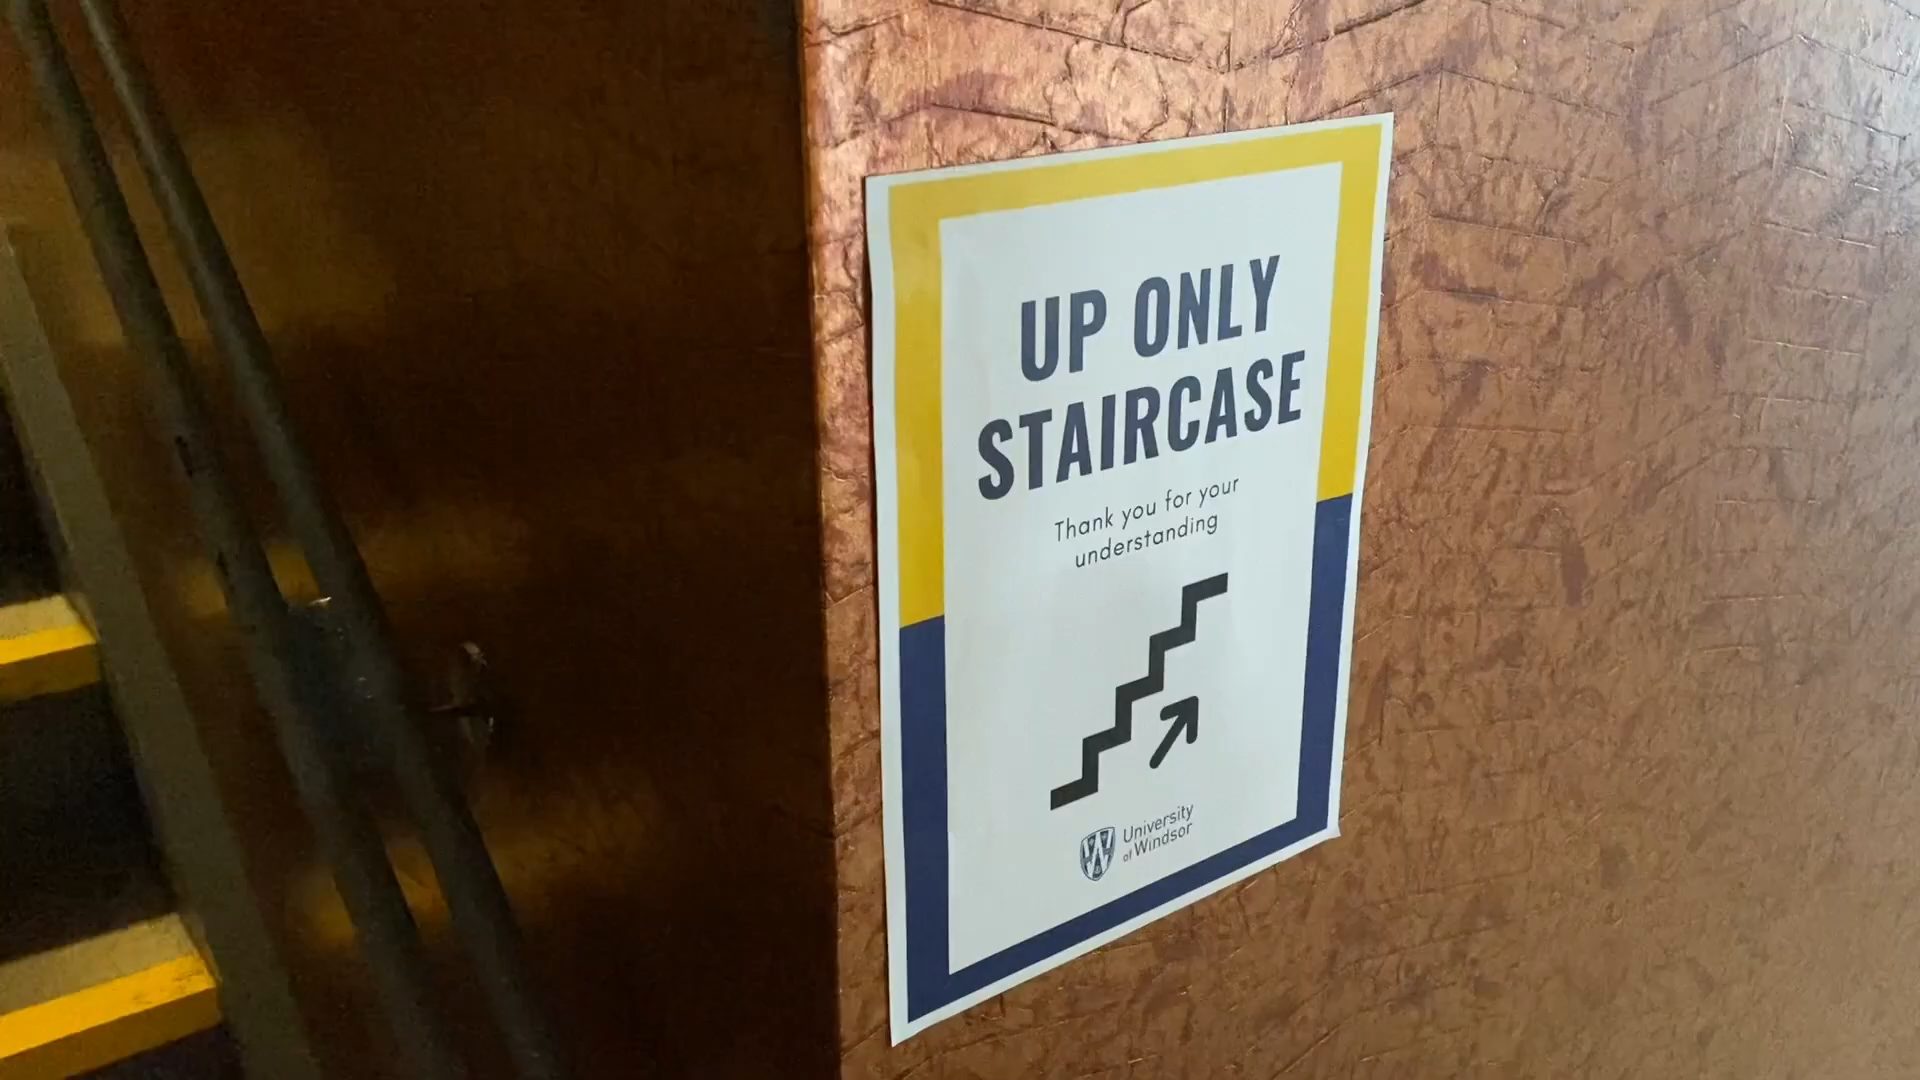 UP ONLY
STAIRCASE
Thank you for your
understanding
University
of Windsor